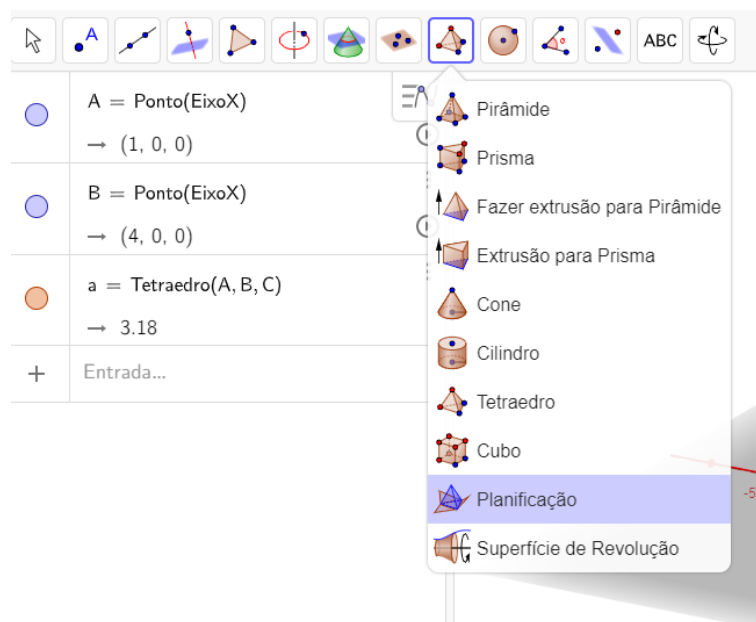 A
ABC
A = Ponto(EixoX)
→ (1, 0, 0)
B = Ponto(EixoX)
→ (4, 0, 0)
a = Tetraedro(A, B, C)
→ 3.18
+ Entrada...
Pirâmide
Prisma
Fazer extrusão para Pirâmide
Extrusão para Prisma
Cone
Cilindro
Tetraedro
Cubo
Planificação
Superfície de Revolução
-5